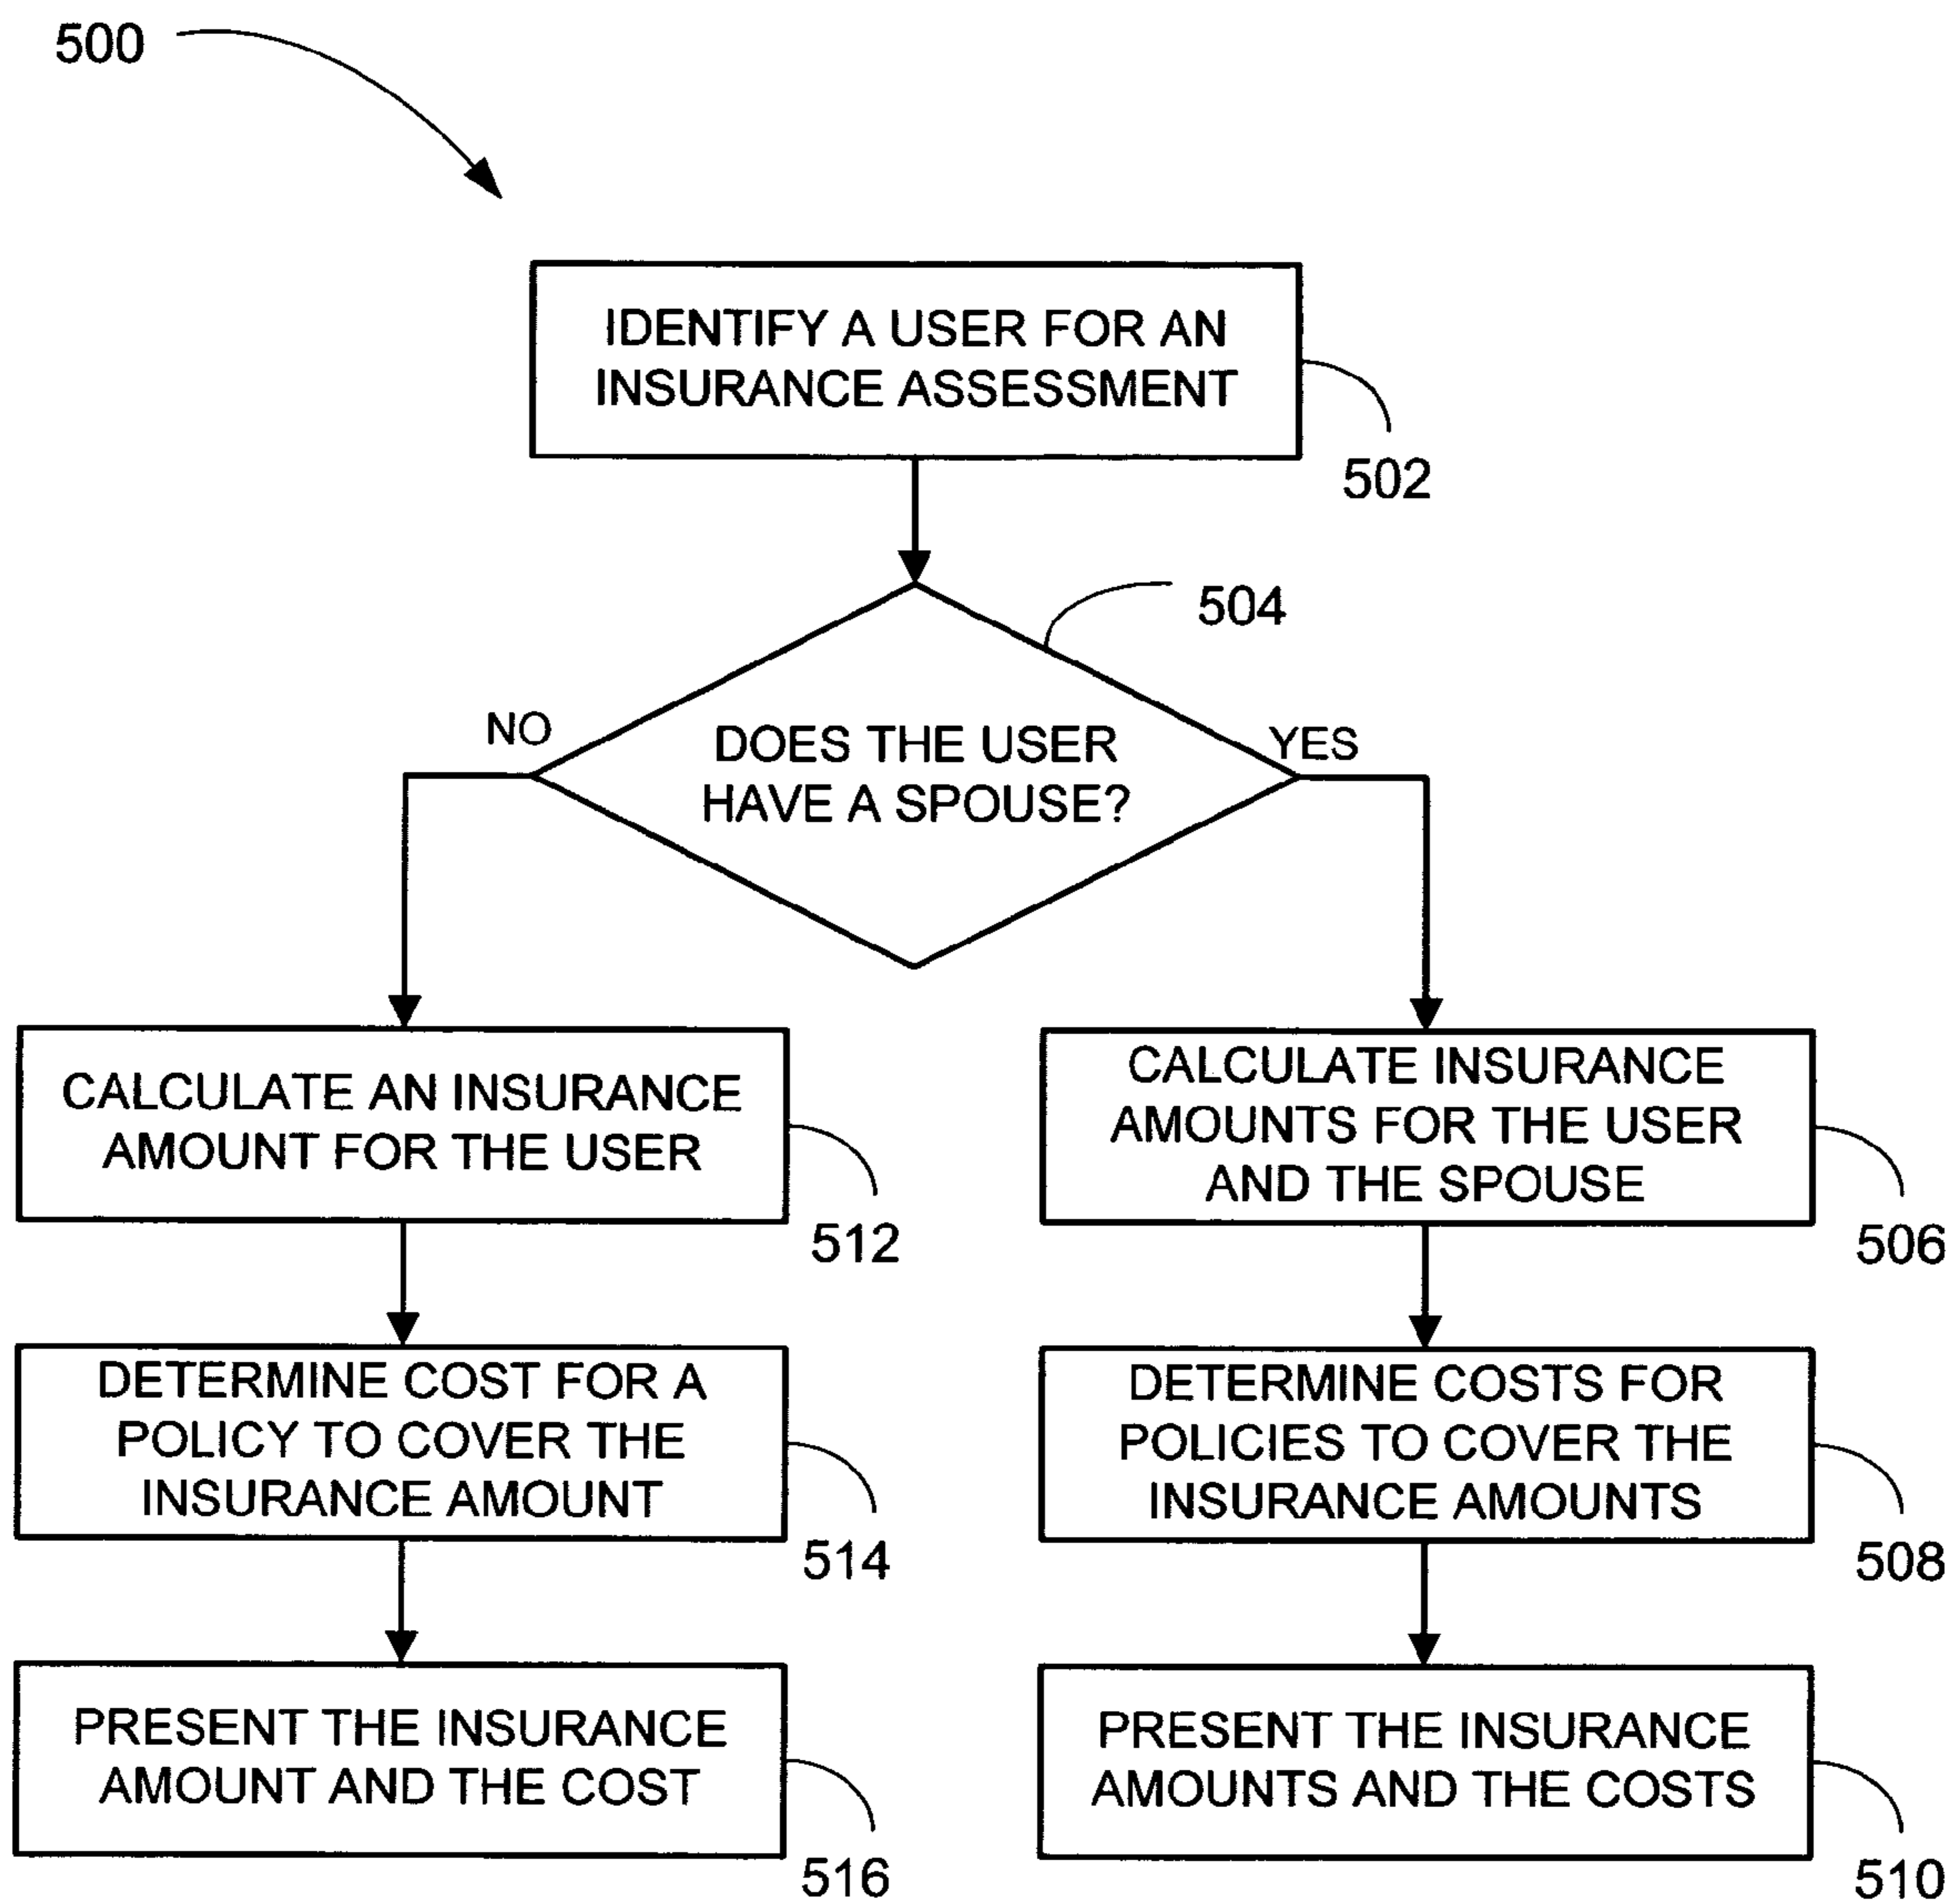 500
IDENTIFY A USER FOR AN
INSURANCE ASSESSMENT
502
504
DOES THE USER
HAVE A SPOUSE?
NO
YES
CALCULATE AN INSURANCE
AMOUNT FOR THE USER
512
CALCULATE INSURANCE
AMOUNTS FOR THE USER
AND THE SPOUSE
506
DETERMINE COST FOR A
POLICY TO COVER THE
INSURANCE AMOUNT
514
DETERMINE COSTS FOR
POLICIES TO COVER THE
INSURANCE AMOUNTS
508
PRESENT THE INSURANCE
AMOUNT AND THE COST
516
PRESENT THE INSURANCE
AMOUNTS AND THE COSTS
510